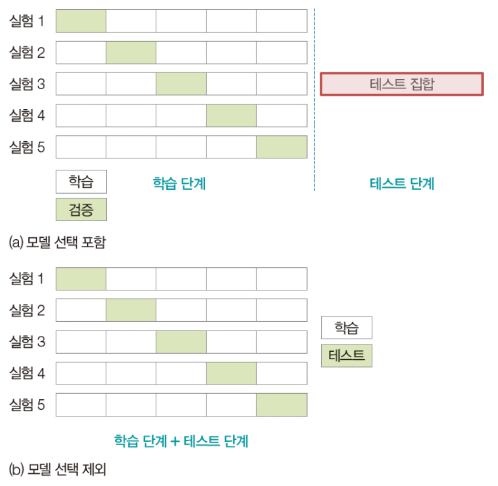 실험 1
실험 2
실험 3
테스트 집합
실험 4
실험 5
학습
학습 단계
테스트 단계
검증
(a) 모델 선택 포함
실험 1
실험 2
학습
실험 3
테스트
실험 4
실험 5
학습 단계 + 테스트 단계
(b) 모델 선택 제외